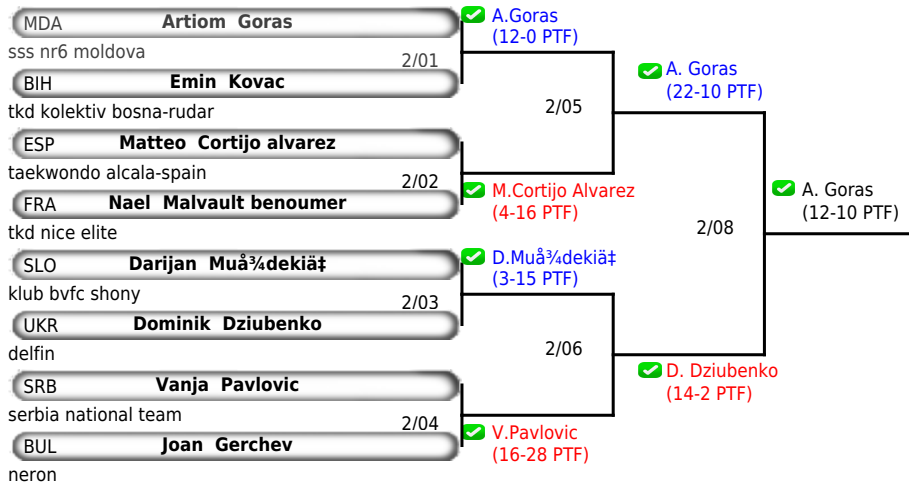 MDA Artiom Goras
sss nr6 moldova
2/01
BIH Emin Kovac
tkd kolektiv bosna-rudar
ESP Matteo Cortijo alvarez
taekwondo alcala-spain
2/02
FRA Nael Malvault benoumer
tkd nice elite
SLO Darijan Muå¾dekiä‡
klub bvfc shony
2/03
UKR Dominik Dziubenko
delfin
SRB Vanja Pavlovic
serbia national team
2/04
BUL Joan Gerchev
neron
A.Goras
(12-0 PTF)
2/05
M.Cortijo Alvarez
(4-16 PTF)
D.Muå¾dekiä‡
(3-15 PTF)
2/06
V.Pavlovic
(16-28 PTF)
A. Goras
(22-10 PTF)
2/08
D. Dziubenko
(14-2 PTF)
A. Goras
(12-10 PTF)